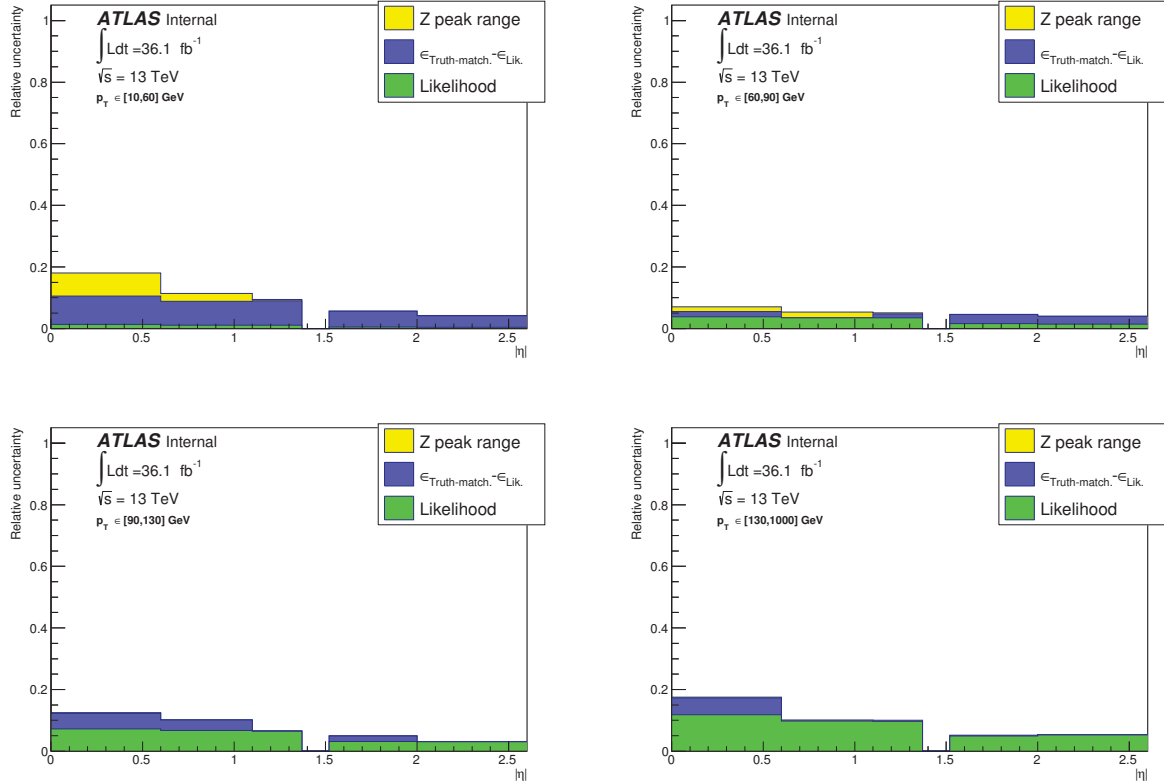 Relative uncertainty
1
0.8
0.6
0.4
0.2
0
ATLAS Internal
∫Ldt =36.1 fb-1
√s = 13 TeV
p_T ∈ [10,60] GeV
Z peak range
∈Truth-match.-∈Lik.
Likelihood
0 0.5 1 1.5 2 2.5
|η|
Relative uncertainty
1
0.8
0.6
0.4
0.2
0
ATLAS Internal
∫Ldt =36.1 fb-1
√s = 13 TeV
p_T ∈ [60,90] GeV
Z peak range
∈Truth-match.-∈Lik.
Likelihood
0 0.5 1 1.5 2 2.5
|η|
Relative uncertainty
1
0.8
0.6
0.4
0.2
0
ATLAS Internal
∫Ldt =36.1 fb-1
√s = 13 TeV
p_T ∈ [90,130] GeV
Z peak range
∈Truth-match.-∈Lik.
Likelihood
0 0.5 1 1.5 2 2.5
|η|
Relative uncertainty
1
0.8
0.6
0.4
0.2
0
ATLAS Internal
∫Ldt =36.1 fb-1
√s = 13 TeV
p_T ∈ [130,1000] GeV
Z peak range
∈Truth-match.-∈Lik.
Likelihood
0 0.5 1 1.5 2 2.5
|η|